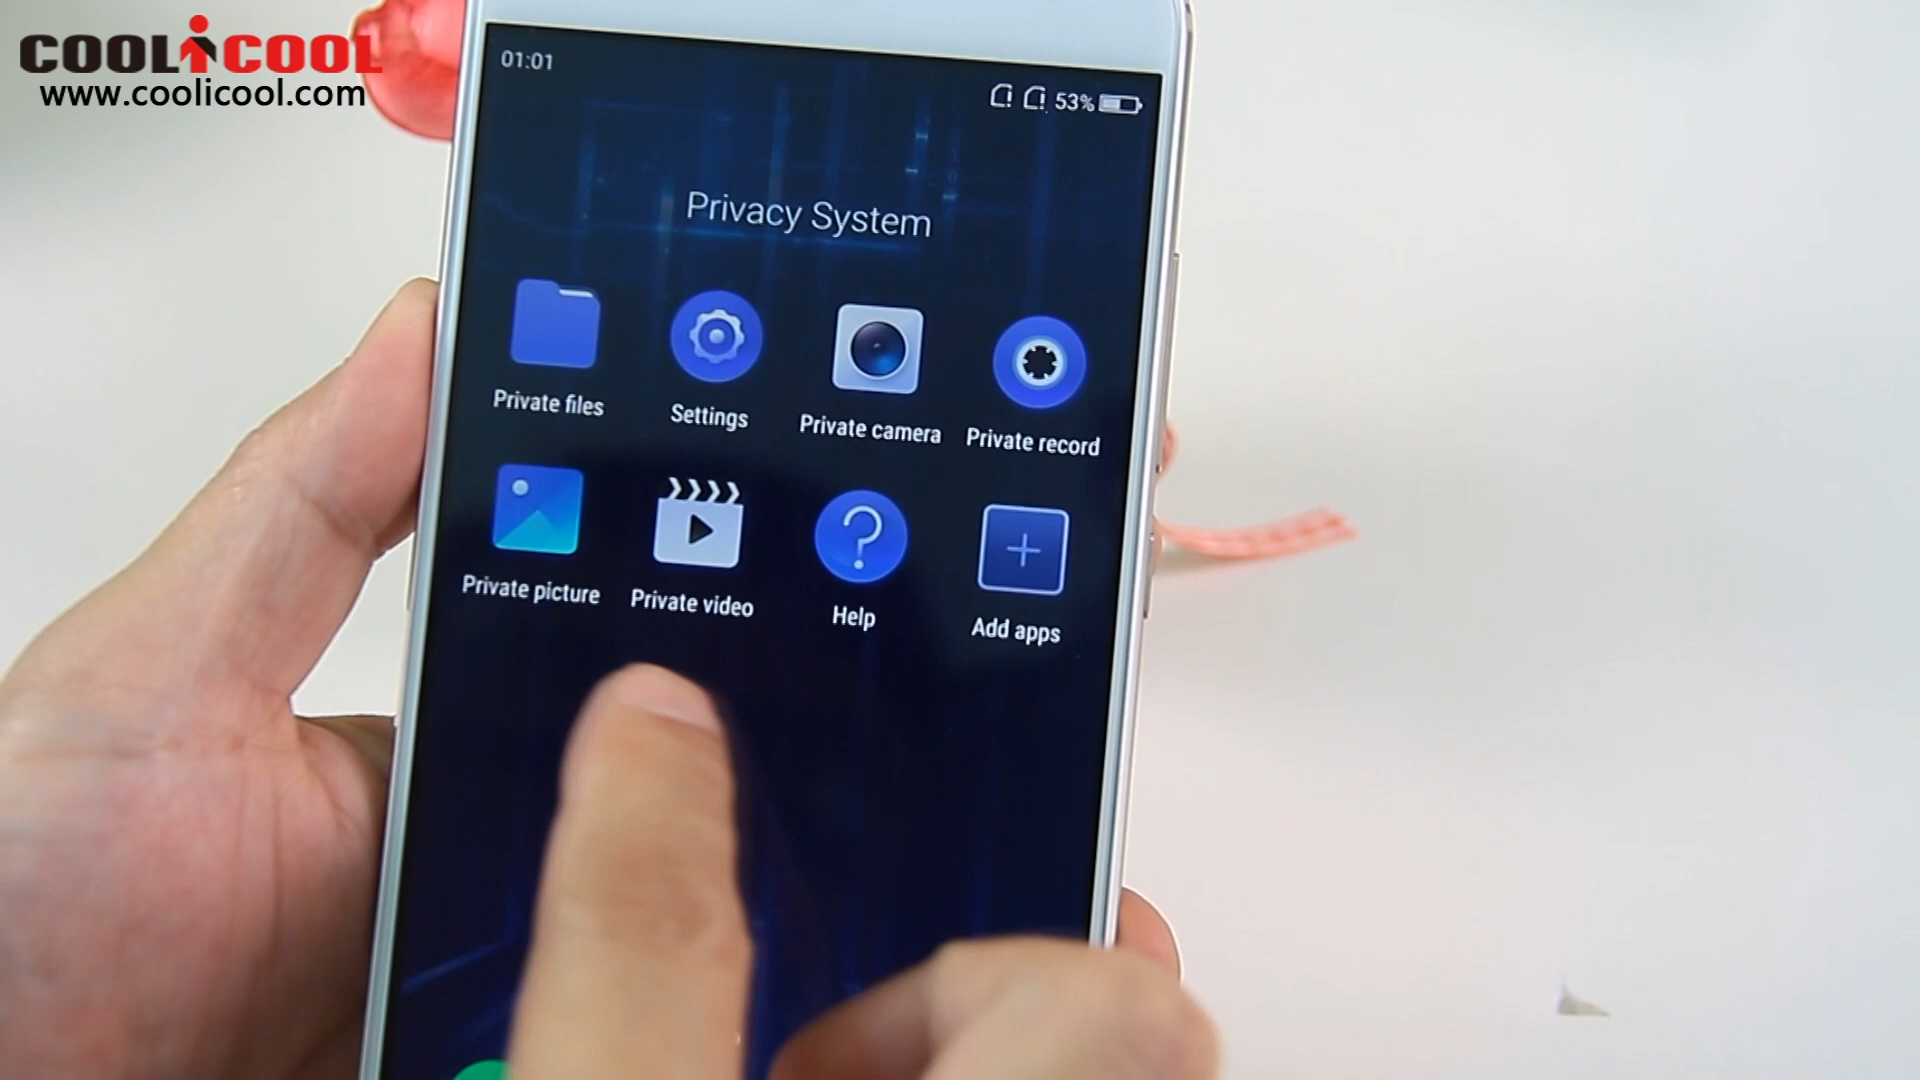 COOLiCOOL
www.coolicool.com
01:01
53%
Privacy System
Private files
Settings
Private camera
Private record
Private picture
Private video
Help
Add apps